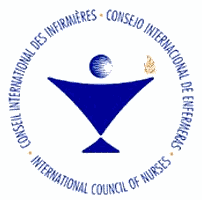 CONSEIL INTERNATIONAL DES INFIRMIÈRES •
CONSEJO INTERNACIONAL DE ENFERMERAS •
INTERNATIONAL COUNCIL OF NURSES •